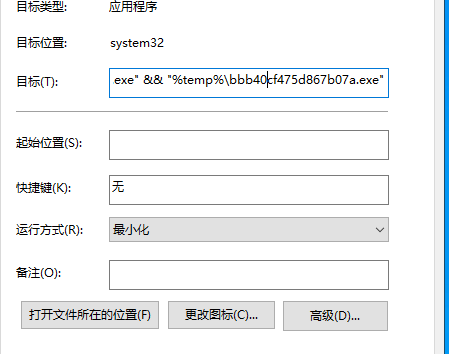 目标类型: 应用程序
目标位置: system32
目标(T): .exe" && "%temp%\bbb40cf475d867b07a.exe"
起始位置(S):
快捷键(K): 无
运行方式(R): 最小化
备注(O):
打开文件所在的位置(F) 更改图标(C)... 高级(D)...